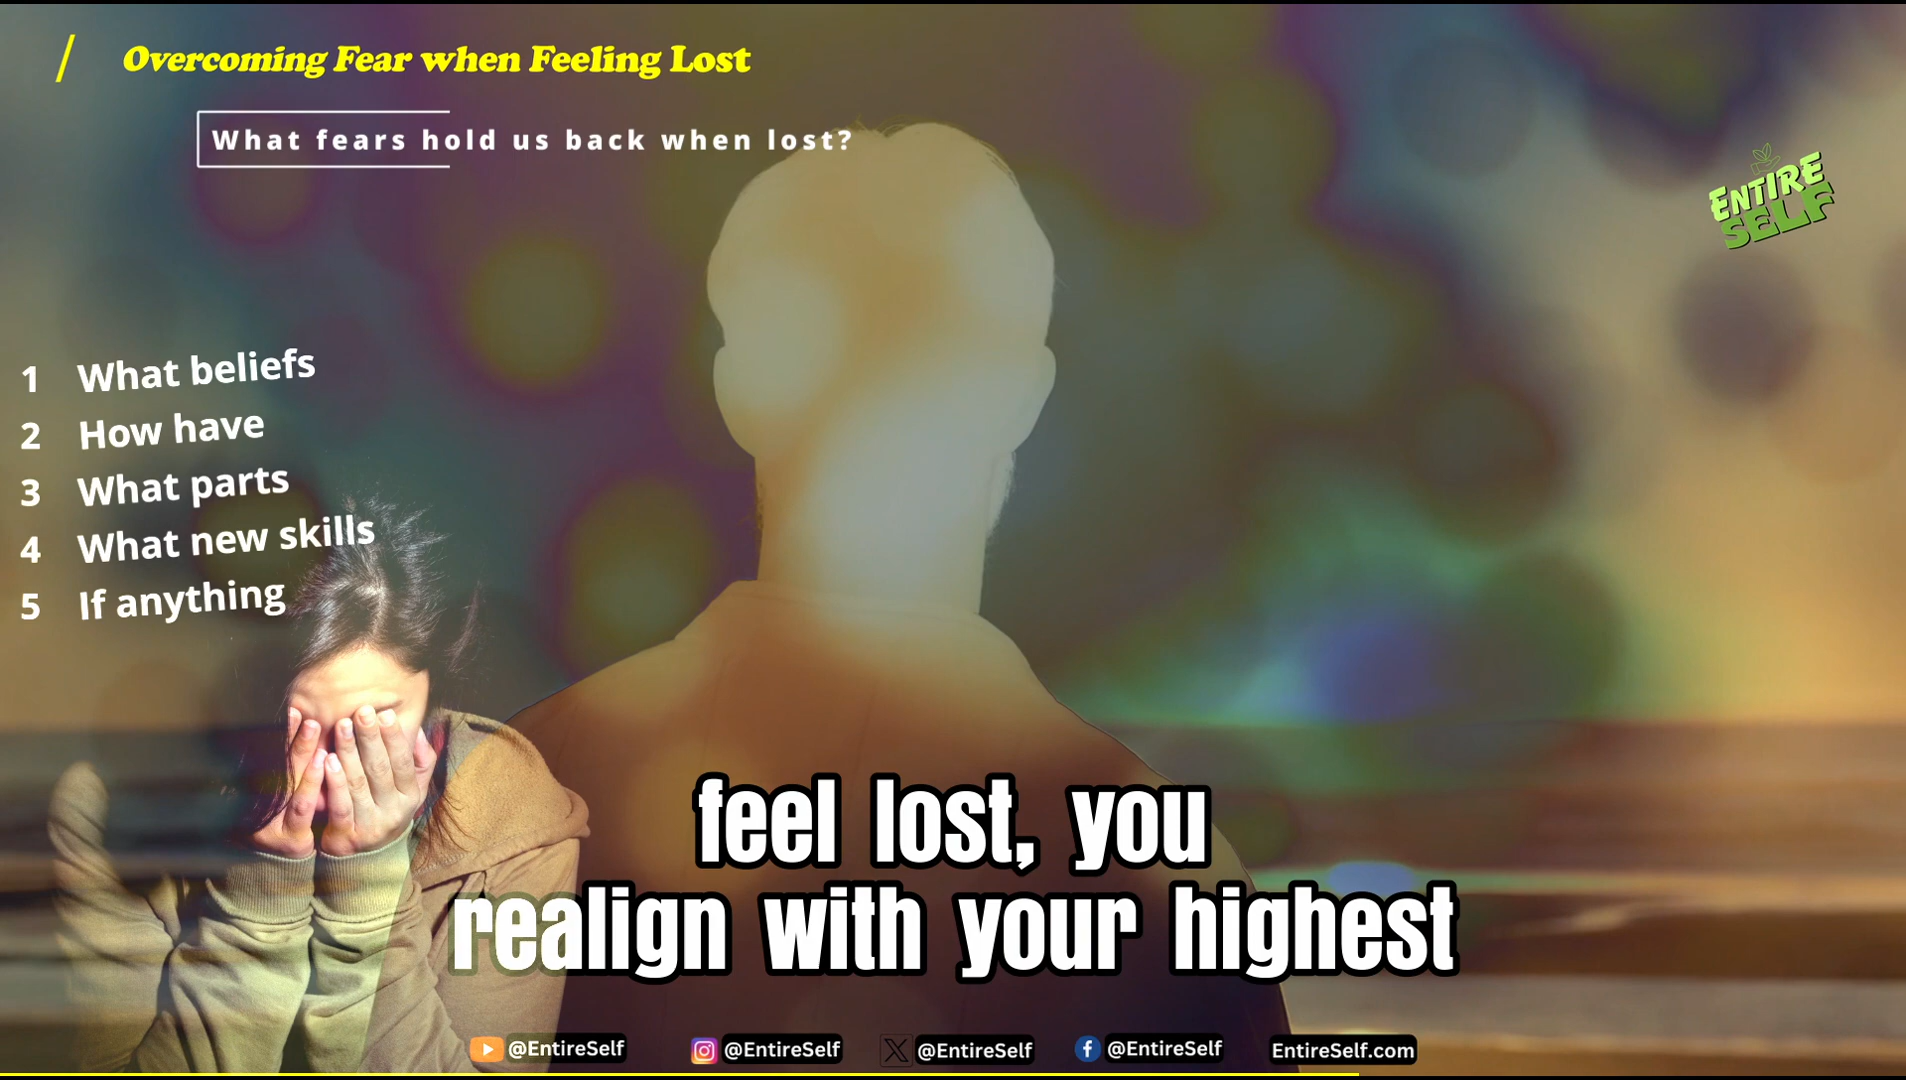 / Overcoming Fear when Feeling Lost
What fears hold us back when lost?
ENTIRE
SELF
1 What beliefs
2 How have
3 What parts
4 What new skills
5 If anything
feel lost, you
realign with your highest
@EntireSelf @EntireSelf @EntireSelf @EntireSelf EntireSelf.com